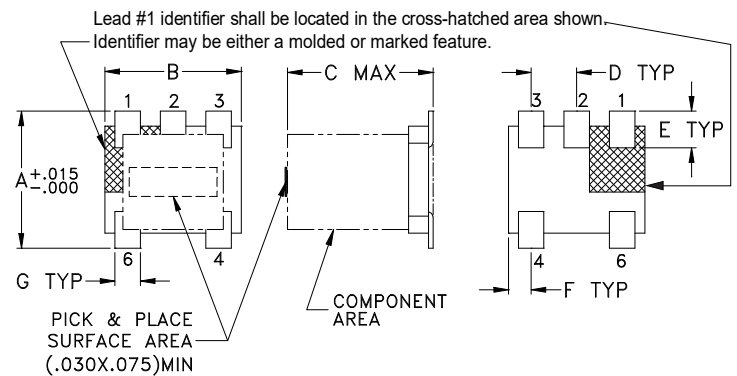 Lead #1 identifier shall be located in the cross-hatched area shown.
Identifier may be either a molded or marked feature.
B
C MAX
D TYP
1 2 3
3 2 1
E TYP
A+.015
-.000
6 4
4 6
G TYP
F TYP
COMPONENT
AREA
PICK & PLACE
SURFACE AREA
(.030X.075)MIN